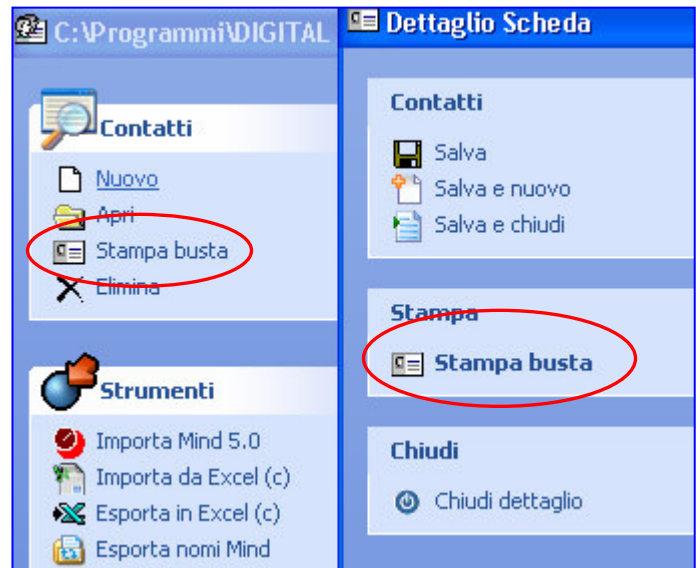 C:\Programmi\DIGITAL
Contatti
Nuovo
Apri
Stampa busta
Elimina
Strumenti
Importa Mind 5.0
Importa da Excel (c)
Esporta in Excel (c)
Esporta nomi Mind
Dettaglio Scheda
Contatti
Salva
Salva e nuovo
Salva e chiudi
Stampa
Stampa busta
Chiudi
Chiudi dettaglio